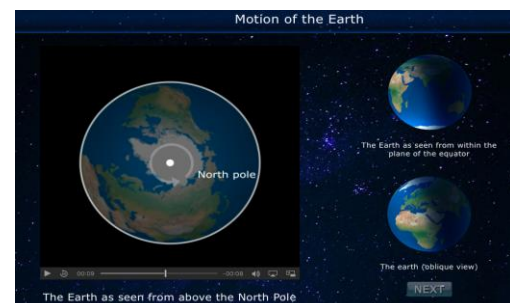 Motion of the Earth
North pole
00:09
-00:08
The Earth as seen from above the North Pole
The Earth as seen from within the
plane of the equator
The earth (oblique view)
NEXT